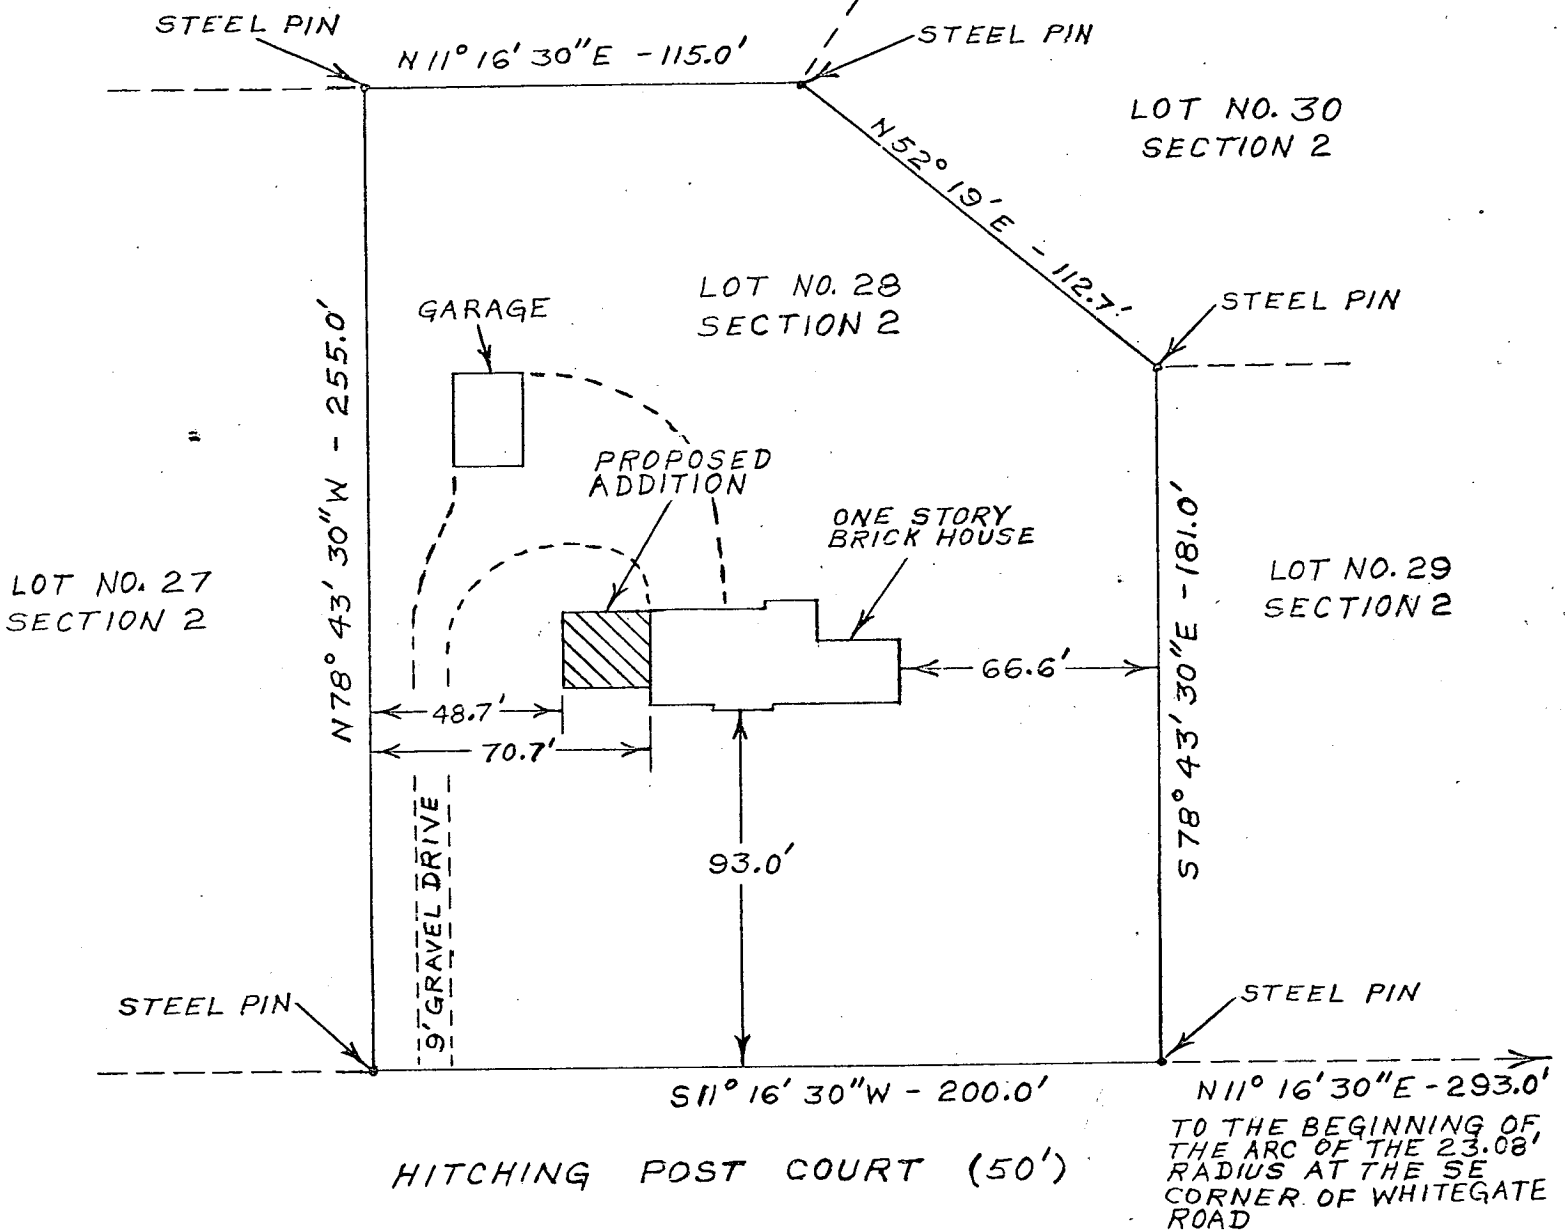 STEEL PIN
N 11° 16' 30" E - 115.0'
STEEL PIN
LOT NO. 30
SECTION 2
N 52° 19' E - 112.7'
LOT NO. 28
SECTION 2
STEEL PIN
GARAGE
N 78° 43' 30" W - 255.0'
PROPOSED
ADDITION
ONE STORY
BRICK HOUSE
LOT NO. 27
SECTION 2
S 78° 43' 30" E - 181.0'
LOT NO. 29
SECTION 2
66.6'
48.7'
70.7'
93.0'
9' GRAVEL DRIVE
STEEL PIN
STEEL PIN
S 11° 16' 30" W - 200.0'
N 11° 16' 30" E - 293.0'
TO THE BEGINNING OF
THE ARC OF THE 23.08'
RADIUS AT THE SE
CORNER OF WHITEGATE
ROAD
HITCHING POST COURT (50')